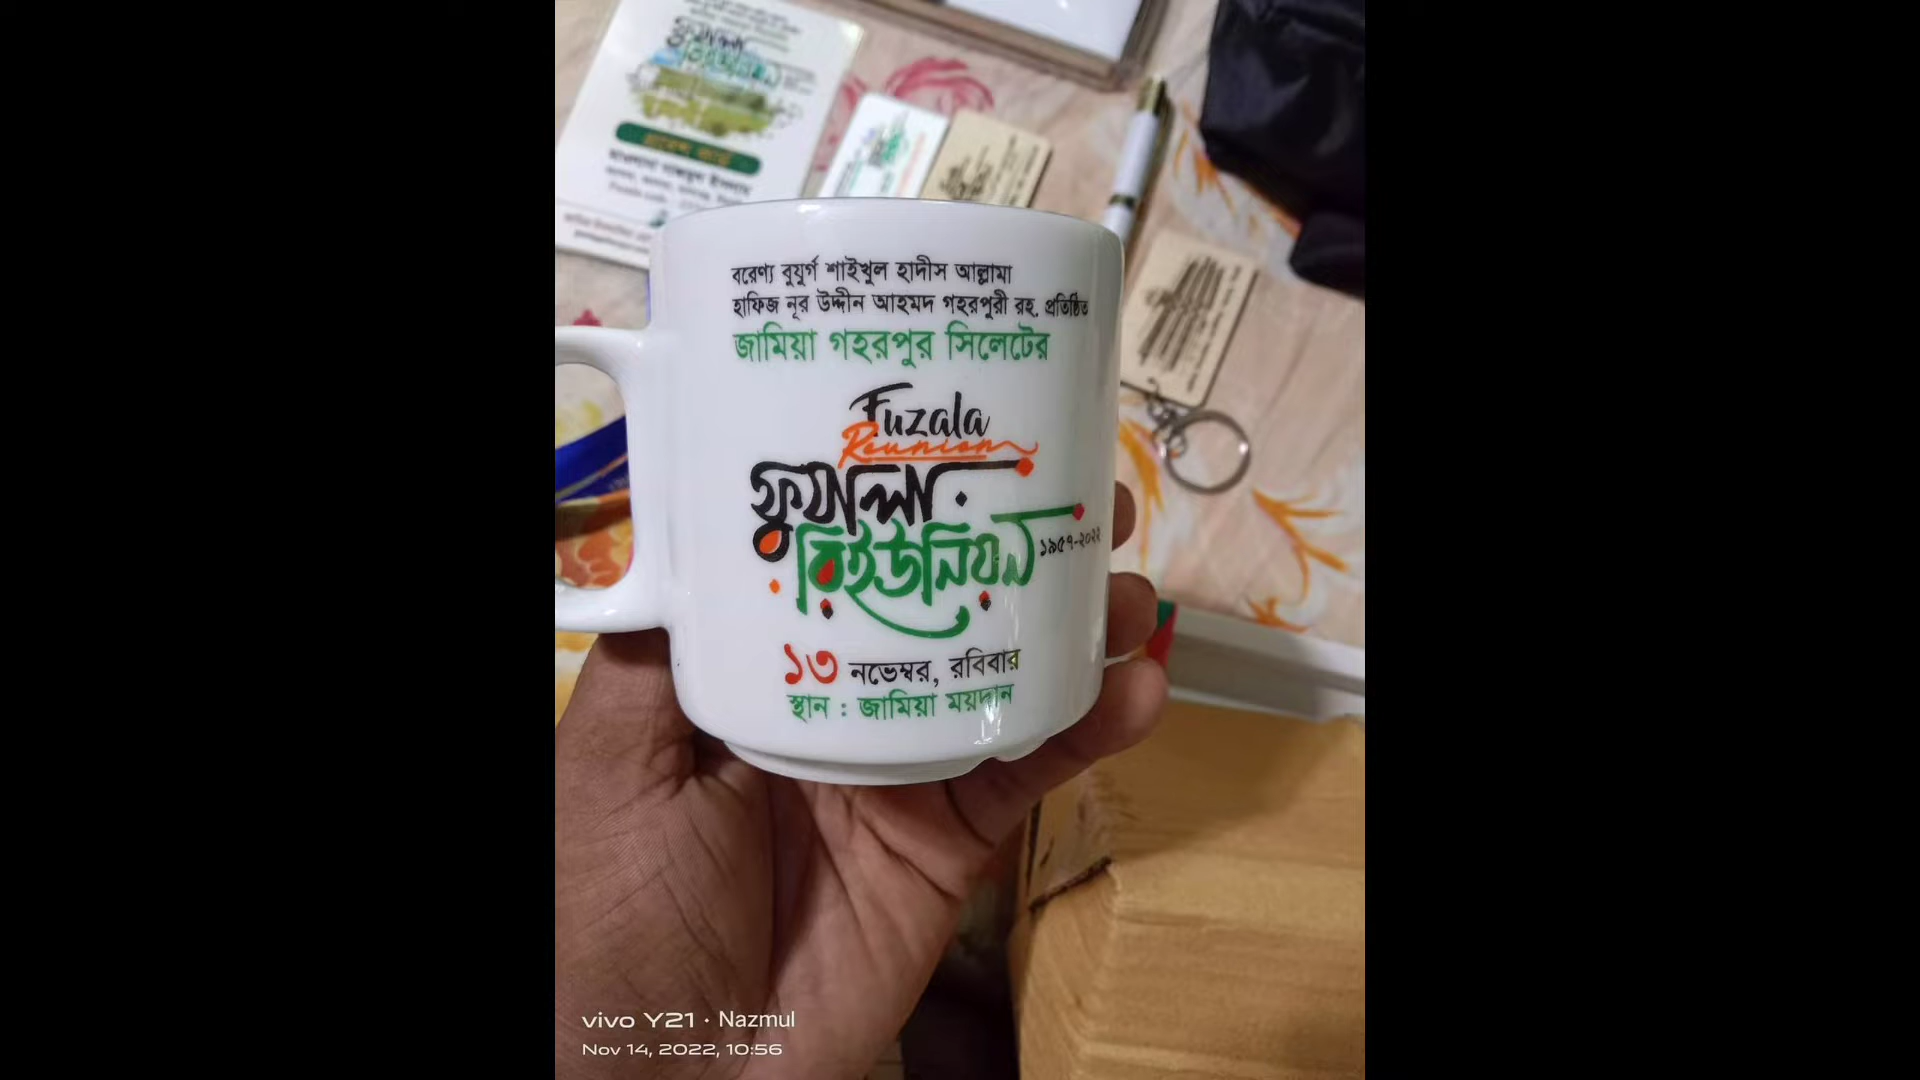 ফুযালা
রিইউনিয়ন
বরেণ্য বুযুর্গ শাইখুল হাদীস আল্লামা
হাফিজ নূর উদ্দীন আহমদ গহরপুরী রহ. প্রতিষ্ঠিত
জামিয়া গহরপুর সিলেটের
Fuzala
Reunion
ফুযালা
রিইউনিয়ন
১৯৫৭-২০২২
১৩ নভেম্বর, রবিবার
স্থান : জামিয়া ময়দান
vivo Y21 · Nazmul
Nov 14, 2022, 10:56